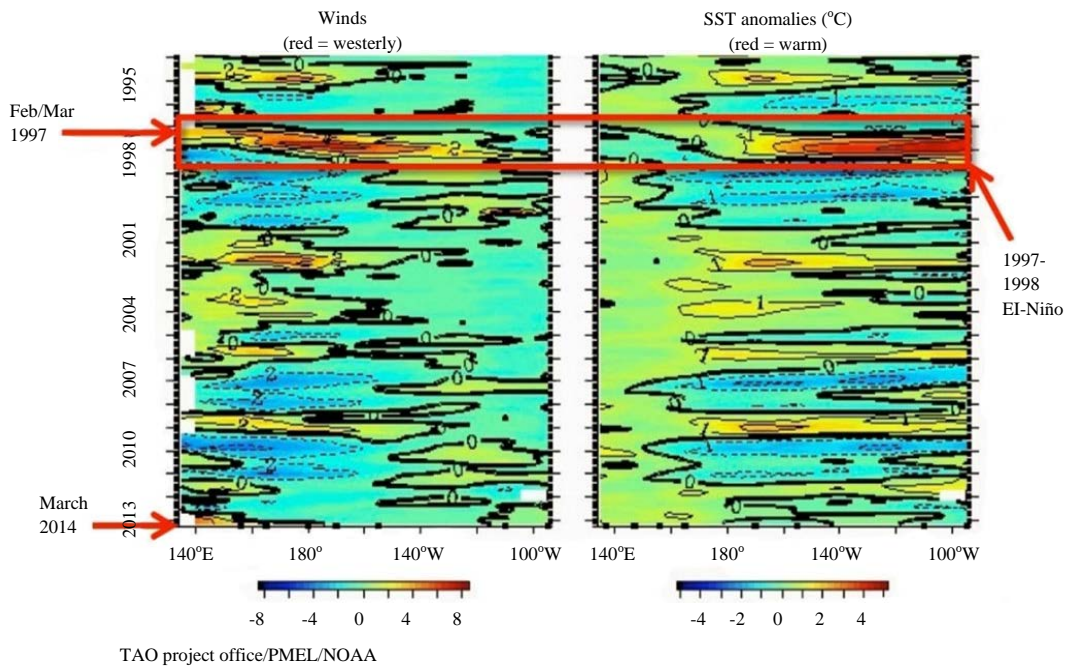 Winds
(red = westerly)
SST anomalies (°C)
(red = warm)
Feb/Mar
1997
March
2014
1995
1998
2001
2004
2007
2010
2013
1997-
1998
EI-Niño
140°E
180°
140°W
100°W
140°E
180°
140°W
100°W
-8
-4
0
4
8
-4
-2
0
2
4
TAO project office/PMEL/NOAA